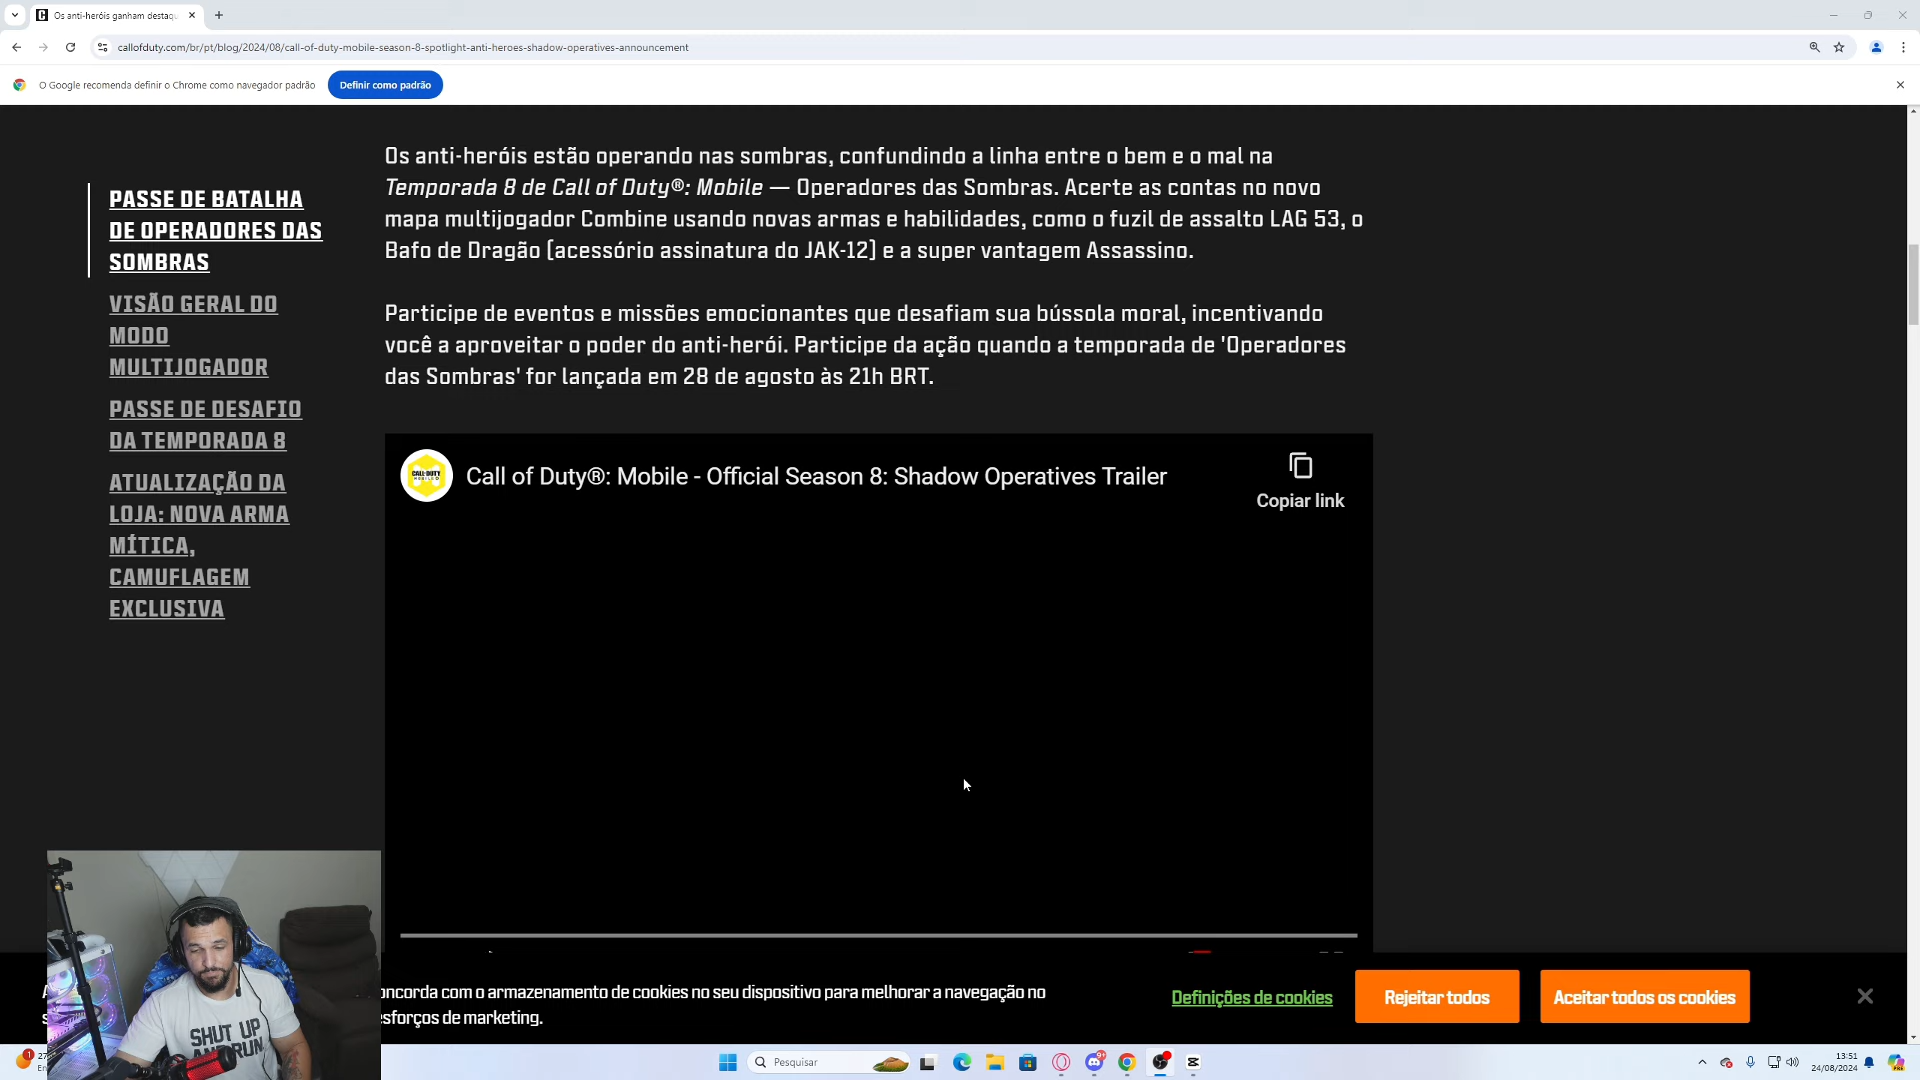 Os anti-heróis ganham destaqu
callofduty.com/br/pt/blog/2024/08/call-of-duty-mobile-season-8-spotlight-anti-heroes-shadow-operatives-announcement
O Google recomenda definir o Chrome como navegador padrão
Definir como padrão
PASSE DE BATALHA
DE OPERADORES DAS
SOMBRAS
VISÃO GERAL DO
MODO
MULTIJOGADOR
PASSE DE DESAFIO
DA TEMPORADA 8
ATUALIZAÇÃO DA
LOJA: NOVA ARMA
MÍTICA,
CAMUFLAGEM
EXCLUSIVA
Os anti-heróis estão operando nas sombras, confundindo a linha entre o bem e o mal na
Temporada 8 de Call of Duty®: Mobile — Operadores das Sombras. Acerte as contas no novo
mapa multijogador Combine usando novas armas e habilidades, como o fuzil de assalto LAG 53, o
Bafo de Dragão [acessório assinatura do JAK-12] e a super vantagem Assassino.
Participe de eventos e missões emocionantes que desafiam sua bússola moral, incentivando
você a aproveitar o poder do anti-herói. Participe da ação quando a temporada de 'Operadores
das Sombras' for lançada em 28 de agosto às 21h BRT.
CALL OF DUTY
MOBILE
Call of Duty®: Mobile - Official Season 8: Shadow Operatives Trailer
Copiar link
oncorda com o armazenamento de cookies no seu dispositivo para melhorar a navegação no
esforços de marketing.
Definições de cookies
Rejeitar todos
Aceitar todos os cookies
SHUT UP
AND RUN
Pesquisar
13:51
24/08/2024